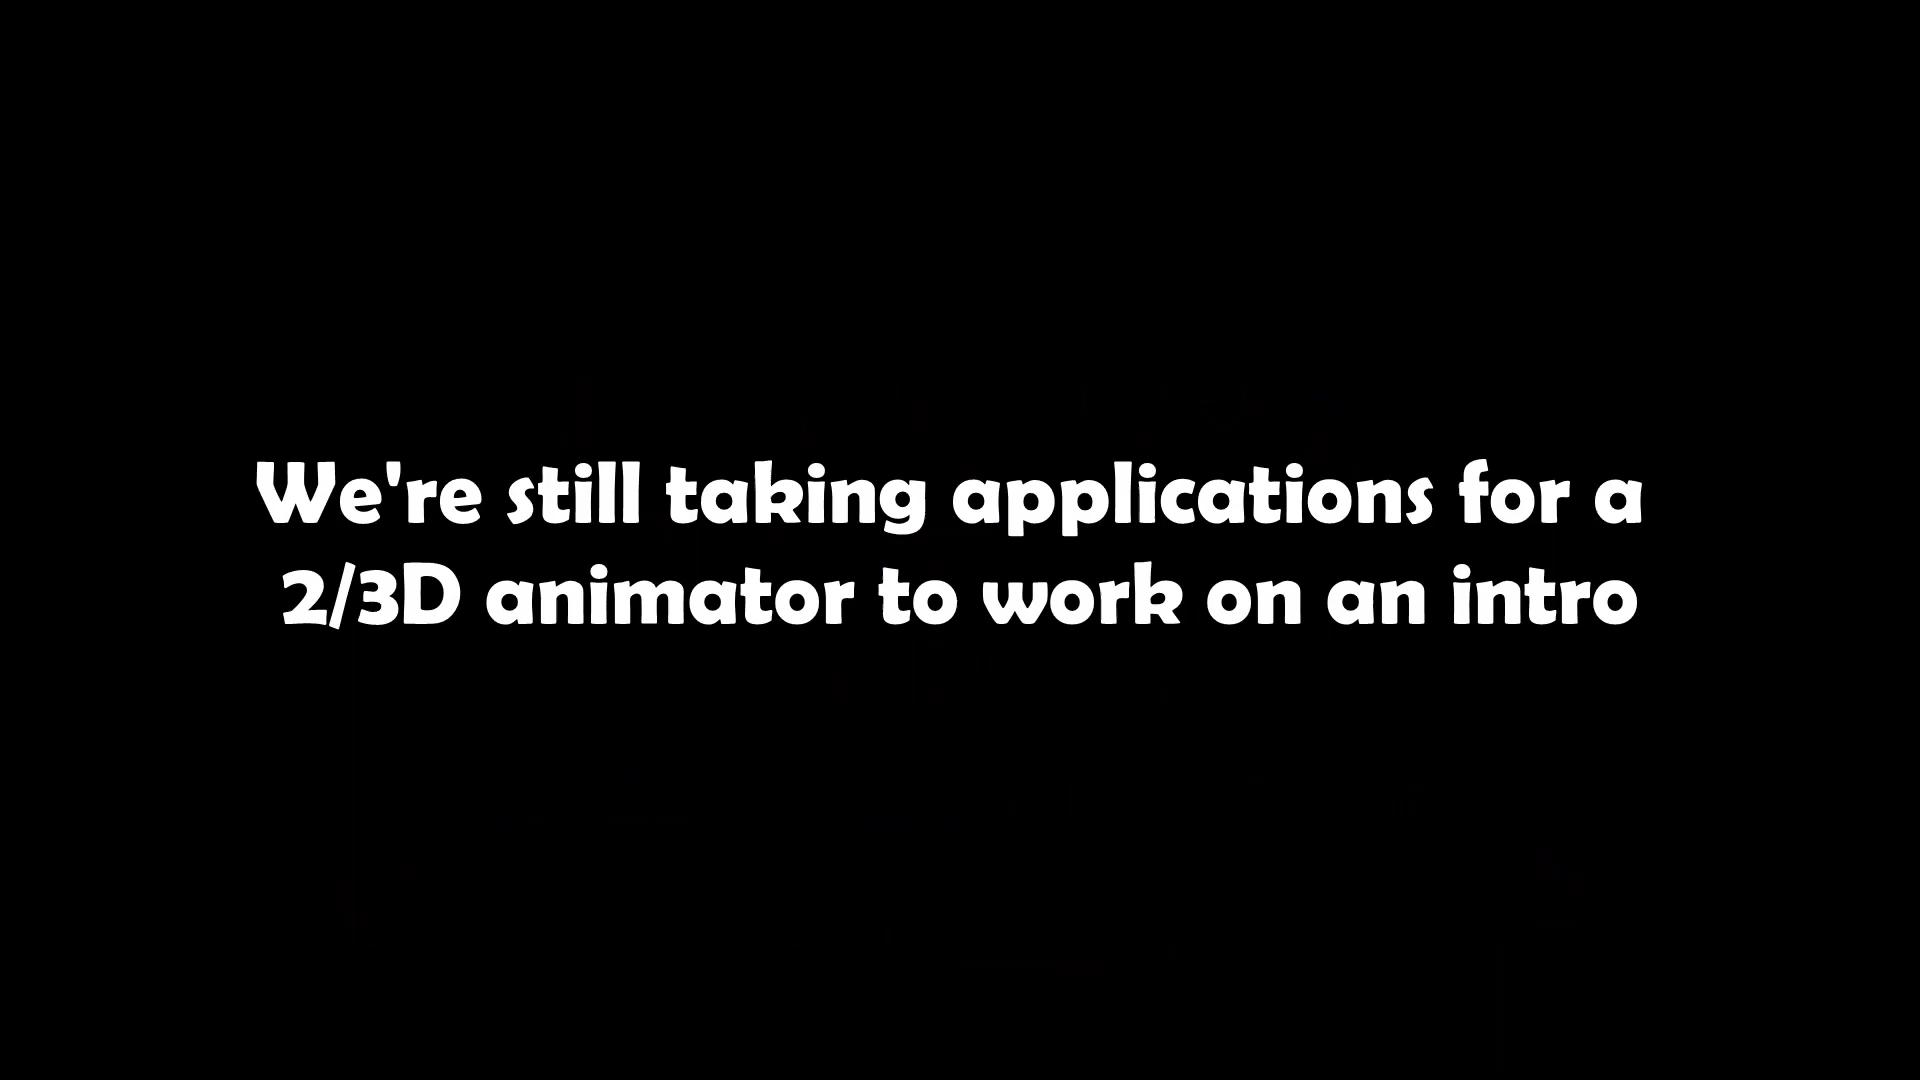 We're still taking applications for a
2/3D animator to work on an intro